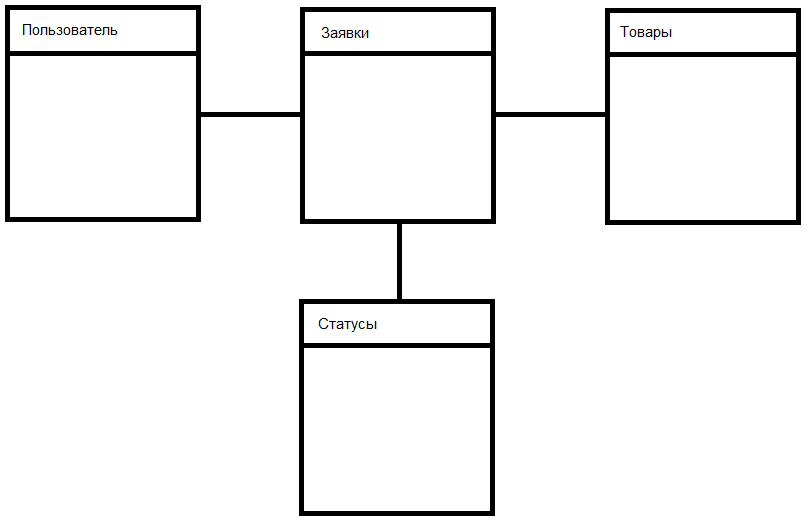 Пользователь
Заявки
Товары
Статусы